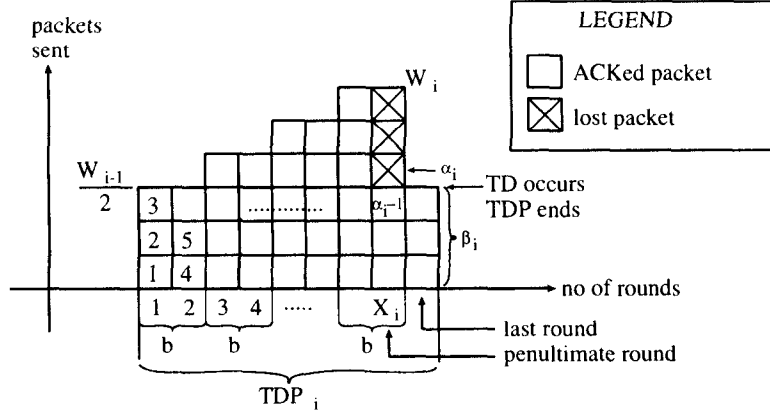 packets
sent
LEGEND
ACKed packet
lost packet
W i
α i
W i-1
2
TD occurs
TDP ends
3 ............. α i-1
2 5
β i
1 4
no of rounds
1 2 3 4 ..... X i
b b b
last round
penultimate round
TDP i